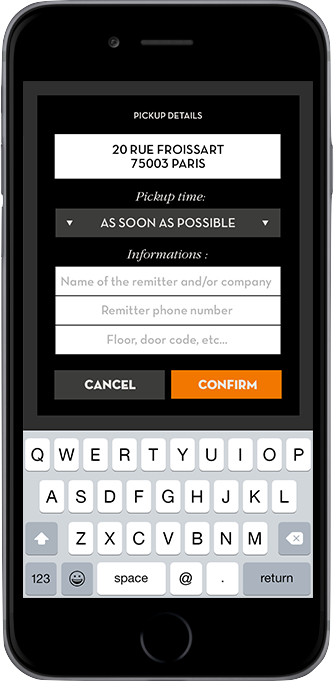 PICKUP DETAILS
20 RUE FROISSART
75003 PARIS
Pickup time:
AS SOON AS POSSIBLE
Informations :
Name of the remitter and/or company
Remitter phone number
Floor, door code, etc...
CANCEL CONFIRM
Q W E R T Y U I O P
A S D F G H J K L
Z X C V B N M
123 space @ . return